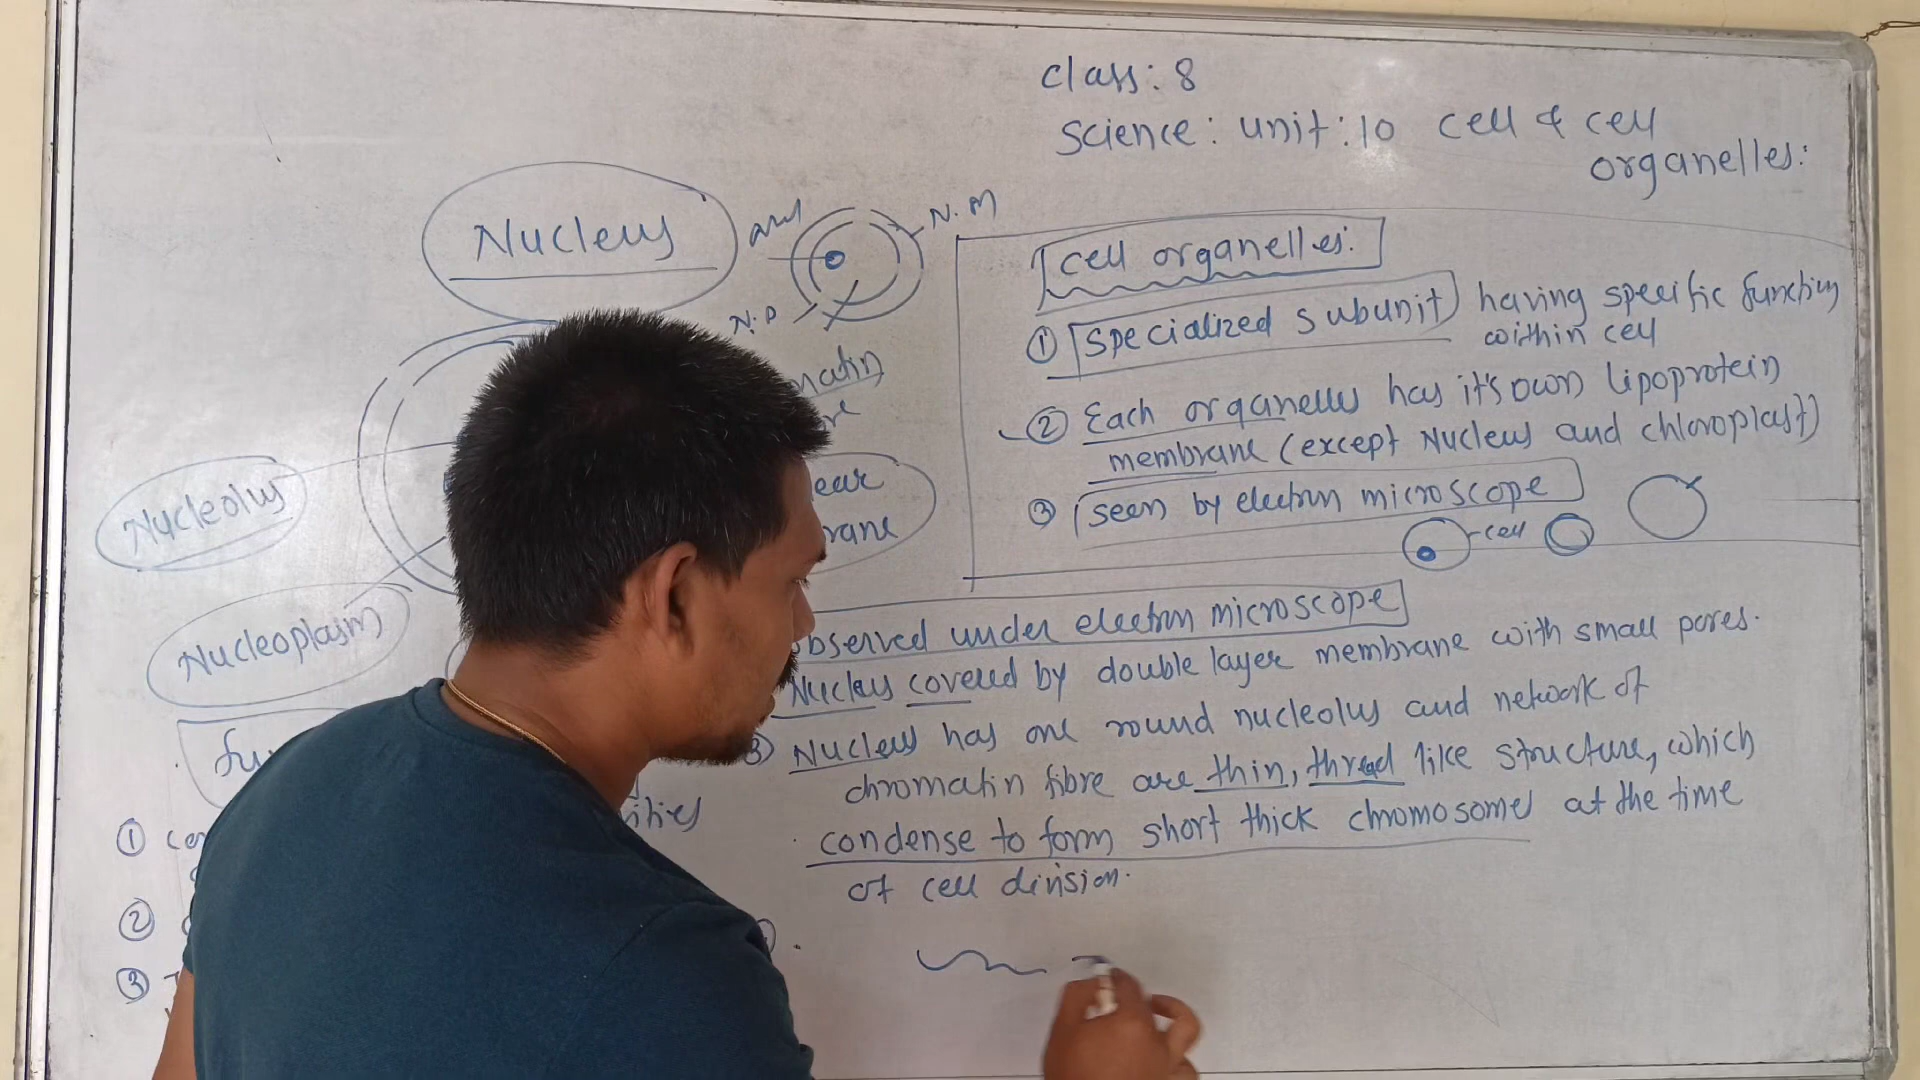 class: 8
science: unit: 10 cell & cell
organelles:
Nucleus
N.M
N.P
Nucleolus
Nucleoplasm
cell organelles:
① specialized subunit having specific function
within cell
② Each organelles has it's own lipoprotein
membrane (except Nucleus and chloroplast)
③ seen by electron microscope
cell
observed under electron microscope
Nucleus covered by double layer membrane with small pores.
③ Nucleus has one round nucleolus and network of
chromatin fibre are thin, thread like structure, which
condense to form short thick chromosomes at the time
of cell division.
①
②
③